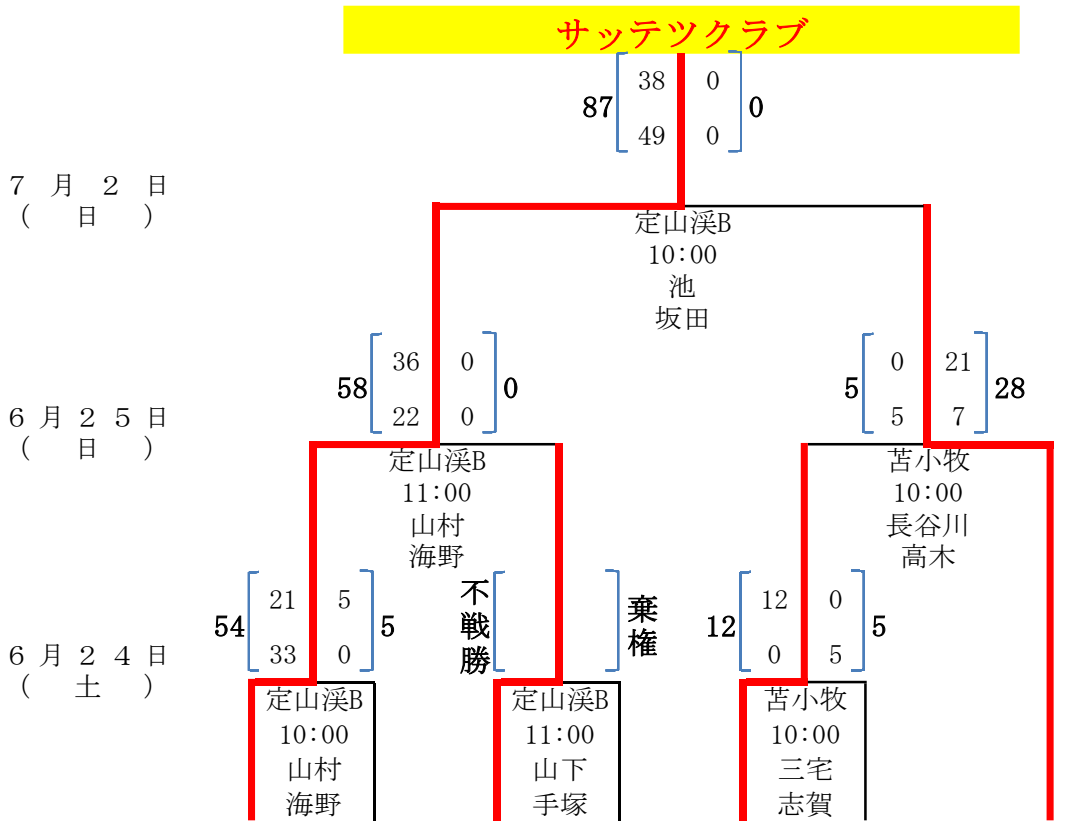 サッテツクラブ
38 0
87 0
49 0
7 月 2 日
( 日 )
定山渓B
10:00
池
坂田
36 0
58 0
22 0
0 21
5 28
5 7
6 月 2 5 日
( 日 )
定山渓B
11:00
山村
海野
苫小牧
10:00
長谷川
高木
21 5
54 5
33 0
不戦勝
棄権
12 0
12 5
0 5
6 月 2 4 日
( 土 )
定山渓B
10:00
山村
海野
定山渓B
11:00
山下
手塚
苫小牧
10:00
三宅
志賀